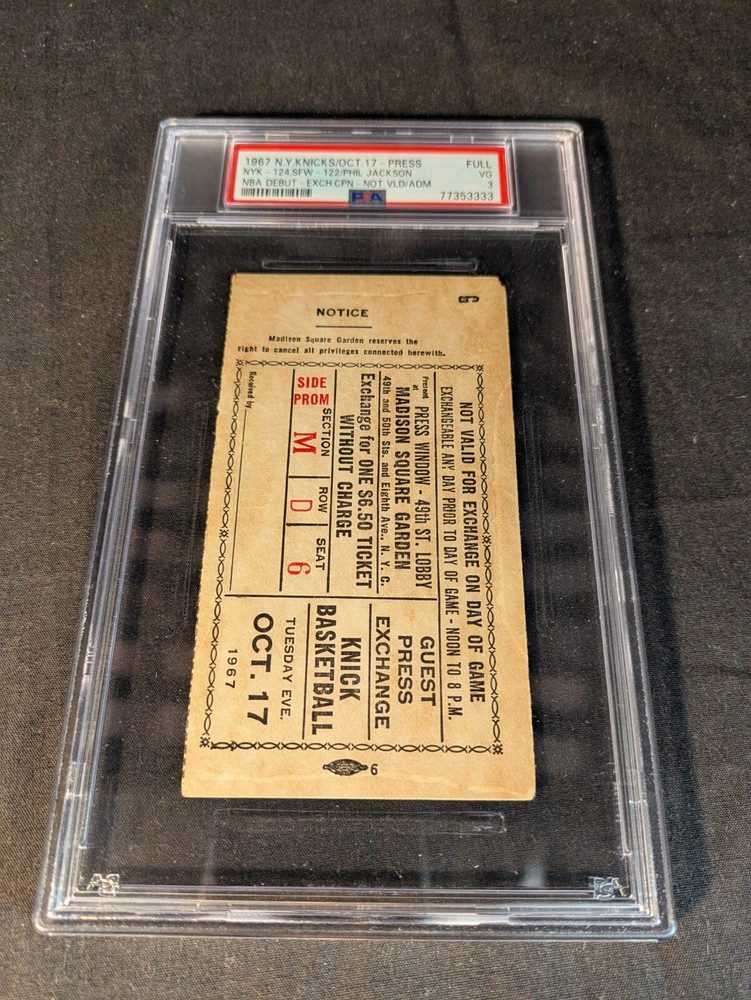 1967 N.Y.KNICKS/OCT.17 - PRESS FULL
NYK - 124,SFW - 122/PHIL JACKSON VG
NBA DEBUT - EXCH.CPN - NOT VLD/ADM 3
PSA 77353333
NOTICE
Madison Square Garden reserves the
right to cancel all privileges connected herewith.
NOT VALID FOR EXCHANGE ON DAY OF GAME
EXCHANGEABLE ANY DAY PRIOR TO DAY OF GAME - NOON TO 8 P.M.
Present at PRESS WINDOW - 49th ST. LOBBY
MADISON SQUARE GARDEN
49th and 50th Sts. and Eighth Ave., N. Y. C.
Exchange for ONE $6.50 TICKET
WITHOUT CHARGE
SECTION ROW SEAT
SIDE PROM M D 6
Received by
GUEST
PRESS
EXCHANGE
KNICK
BASKETBALL
TUESDAY EVE.
OCT. 17
1967
6